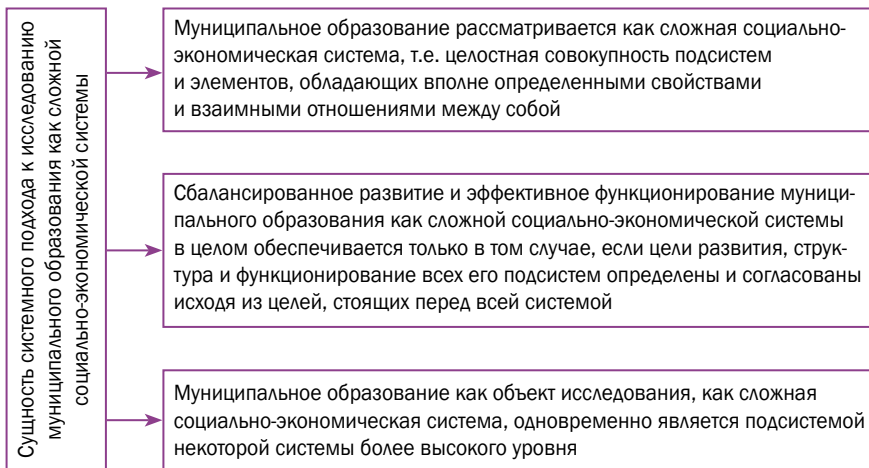 Сущность системного подхода к исследованию
муниципального образования как сложной
социально-экономической системы
Муниципальное образование рассматривается как сложная социально-
экономическая система, т.е. целостная совокупность подсистем
и элементов, обладающих вполне определенными свойствами
и взаимными отношениями между собой
Сбалансированное развитие и эффективное функционирование муници-
пального образования как сложной социально-экономической системы
в целом обеспечивается только в том случае, если цели развития, струк-
тура и функционирование всех его подсистем определены и согласованы
исходя из целей, стоящих перед всей системой
Муниципальное образование как объект исследования, как сложная
социально-экономическая система, одновременно является подсистемой
некоторой системы более высокого уровня